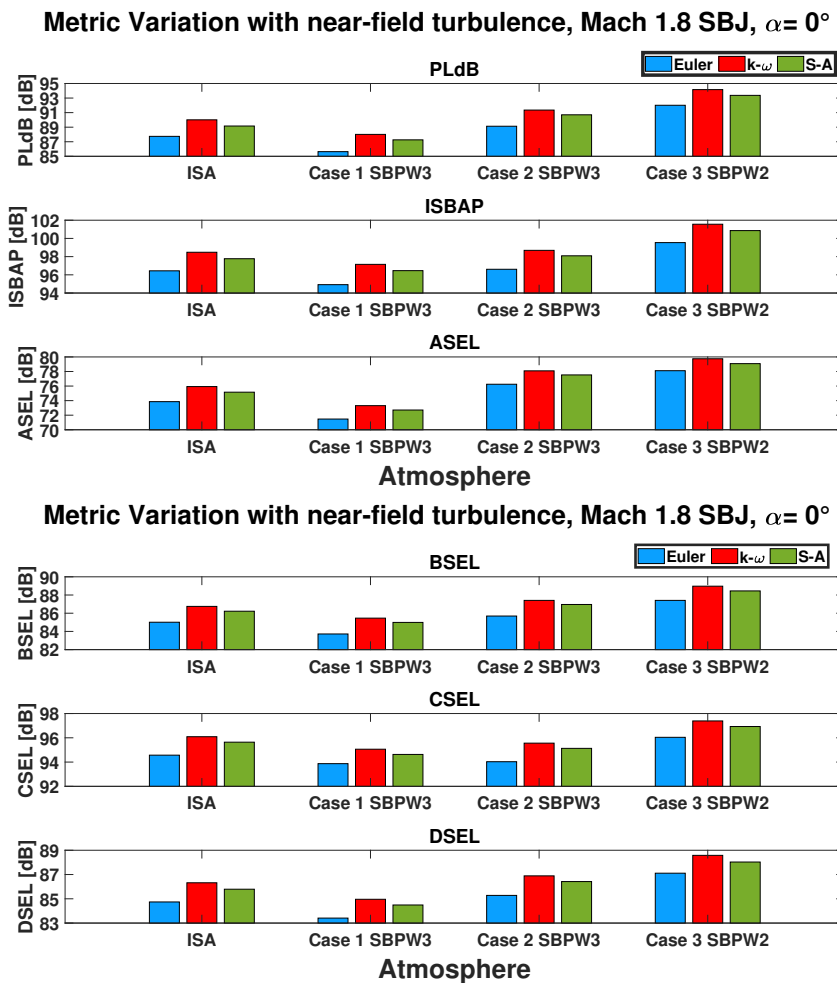 Metric Variation with near-field turbulence, Mach 1.8 SBJ, α= 0°
PLdB
Euler k-ω S-A
PLdB [dB]
95
93
91
89
87
85
ISA Case 1 SBPW3 Case 2 SBPW3 Case 3 SBPW2
ISBAP
ISBAP [dB]
102
100
98
96
94
ISA Case 1 SBPW3 Case 2 SBPW3 Case 3 SBPW2
ASEL
ASEL [dB]
80
78
76
74
72
70
ISA Case 1 SBPW3 Case 2 SBPW3 Case 3 SBPW2
Atmosphere
Metric Variation with near-field turbulence, Mach 1.8 SBJ, α= 0°
BSEL
Euler k-ω S-A
BSEL [dB]
90
88
86
84
82
ISA Case 1 SBPW3 Case 2 SBPW3 Case 3 SBPW2
CSEL
CSEL [dB]
98
96
94
92
ISA Case 1 SBPW3 Case 2 SBPW3 Case 3 SBPW2
DSEL
DSEL [dB]
89
87
85
83
ISA Case 1 SBPW3 Case 2 SBPW3 Case 3 SBPW2
Atmosphere